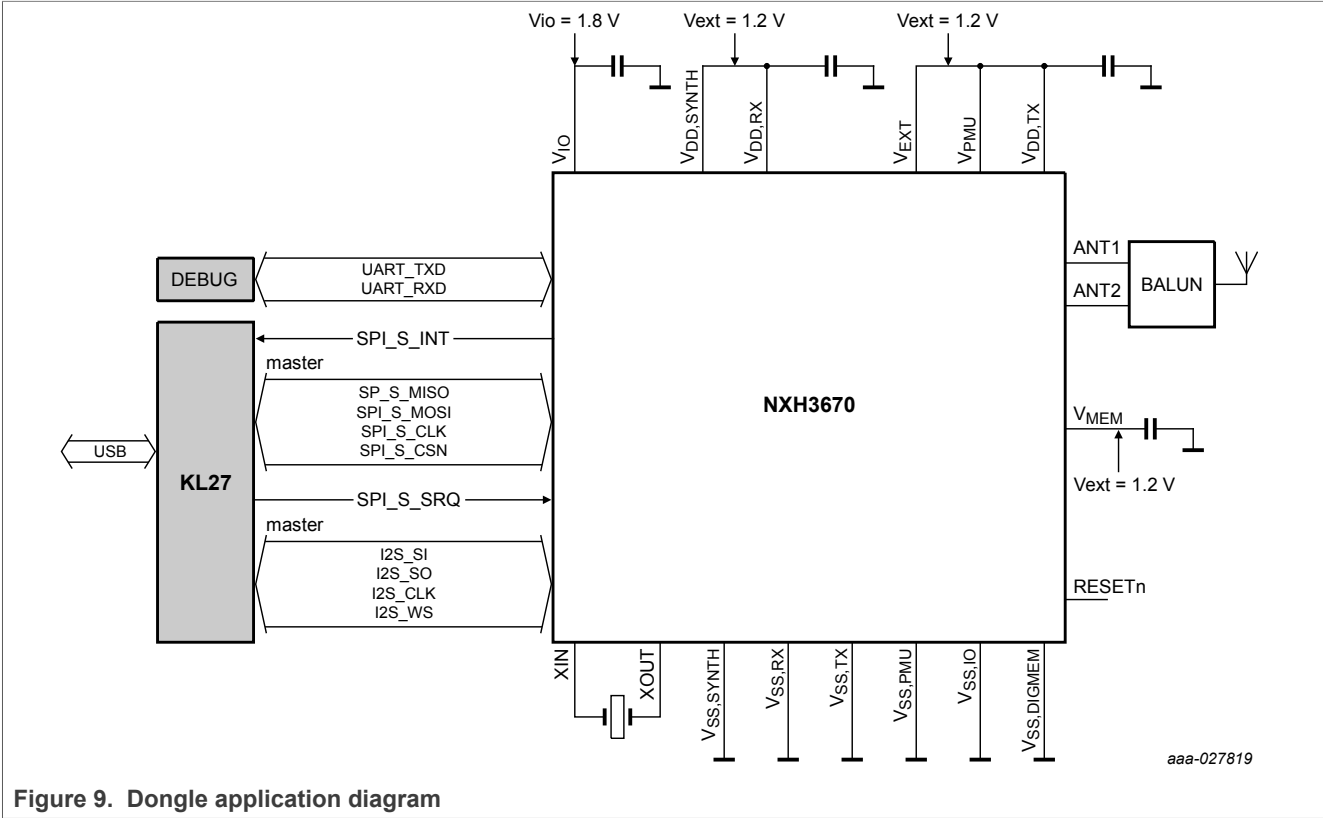 Vio = 1.8 V
Vext = 1.2 V
Vext = 1.2 V
VIO
VDD,SYNTH
VDD,RX
VEXT
VPMU
VDD,TX
DEBUG
UART_TXD
UART_RXD
ANT1
ANT2
BALUN
SPI_S_INT
master
SP_S_MISO
SPI_S_MOSI
SPI_S_CLK
SPI_S_CSN
NXH3670
VMEM
Vext = 1.2 V
USB
KL27
SPI_S_SRQ
master
I2S_SI
I2S_SO
I2S_CLK
I2S_WS
RESETn
XIN
XOUT
VSS,SYNTH
VSS,RX
VSS,TX
VSS,PMU
VSS,IO
VSS,DIGMEM
aaa-027819
Figure 9. Dongle application diagram